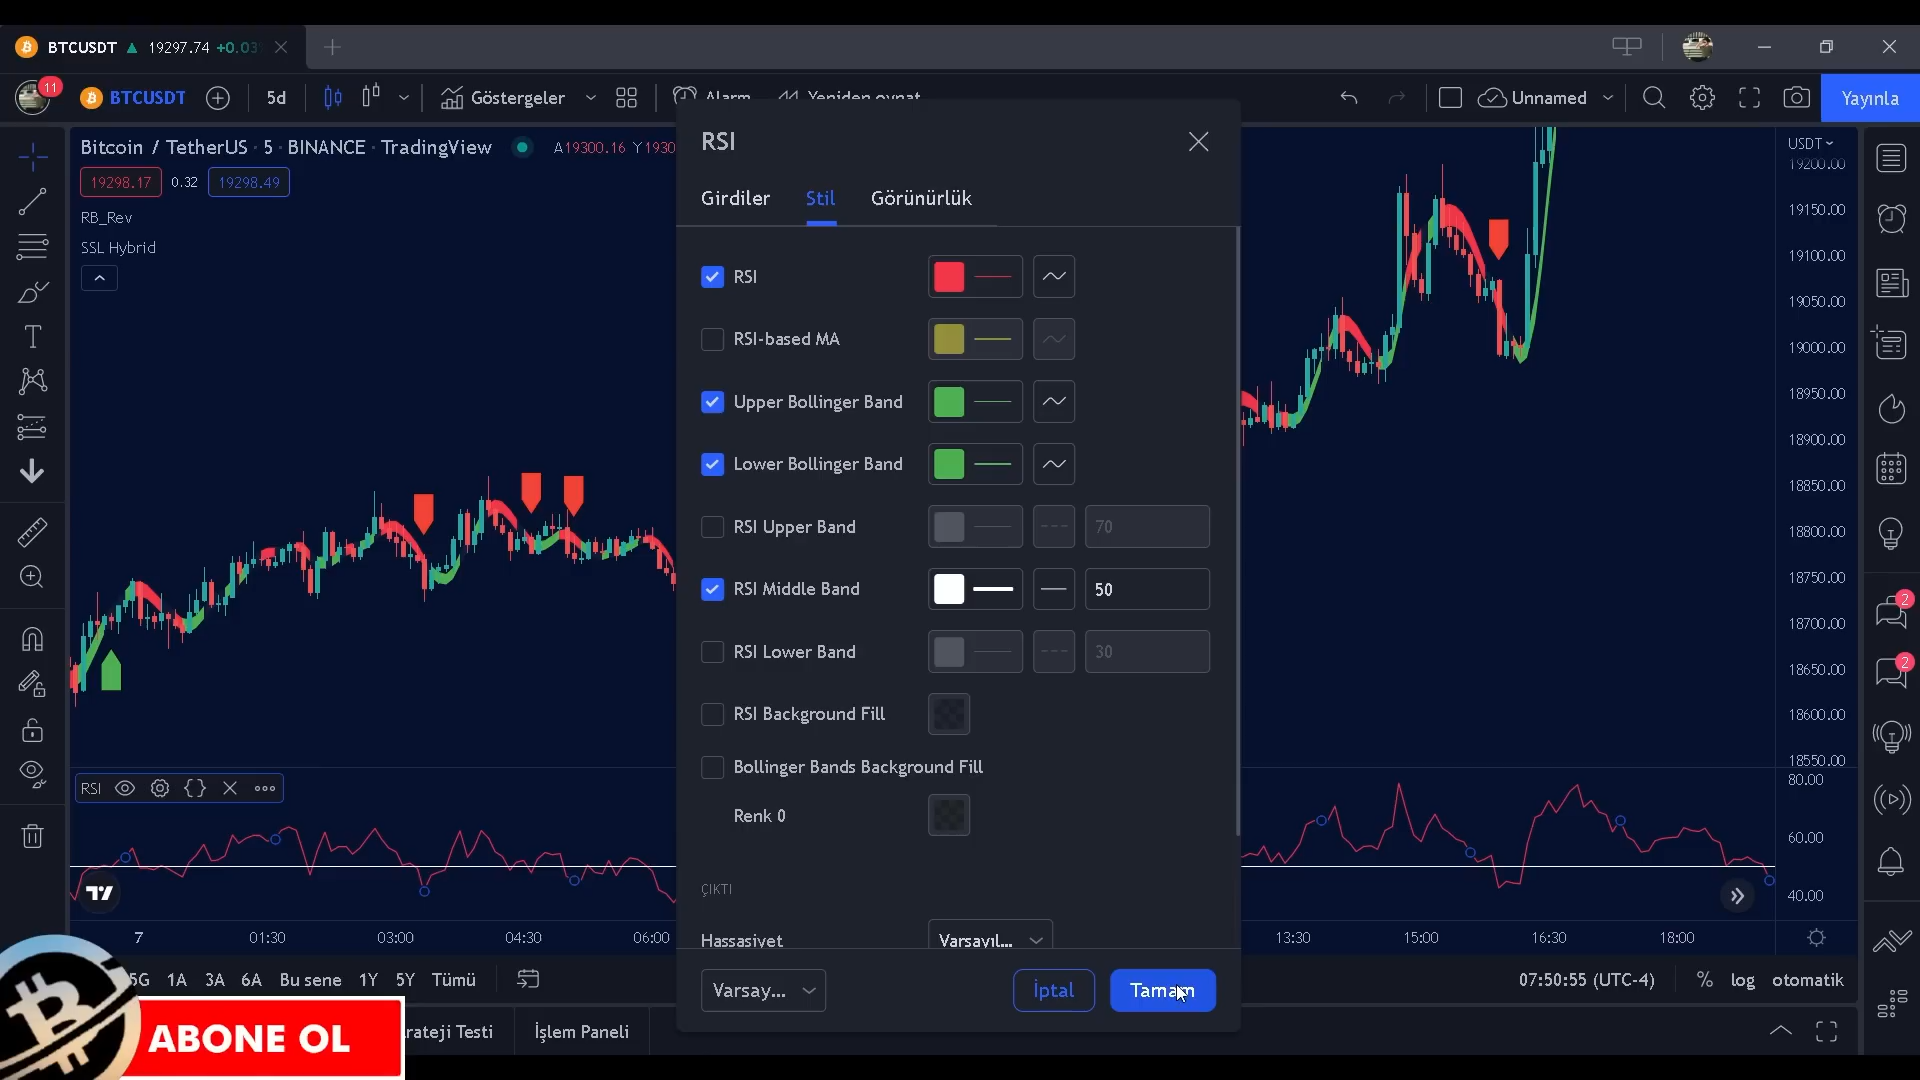 BTCUSDT ▲ 19297.74 +0.03
11
BTCUSDT
5d
Göstergeler
Alarm
Yeniden oynat
Unnamed
Yayınla
Bitcoin / TetherUS · 5 · BINANCE · TradingView
A19300.16 Y1930
19298.17
0.32
19298.49
RB_Rev
SSL Hybrid
RSI
Girdiler
Stil
Görünürlük
RSI
RSI-based MA
Upper Bollinger Band
Lower Bollinger Band
RSI Upper Band
70
RSI Middle Band
50
RSI Lower Band
30
RSI Background Fill
Bollinger Bands Background Fill
Renk 0
ÇIKTI
Hassasiyet
Varsayıl...
Varsay...
İptal
Tamam
USDT
19200.00
19150.00
19100.00
19050.00
19000.00
18950.00
18900.00
18850.00
18800.00
18750.00
18700.00
18650.00
18600.00
18550.00
80.00
60.00
40.00
2
2
RSI
7
01:30
03:00
04:30
06:00
13:30
15:00
16:30
18:00
5G
1A
3A
6A
Bu sene
1Y
5Y
Tümü
07:50:55 (UTC-4)
%
log
otomatik
rateji Testi
İşlem Paneli
ABONE OL